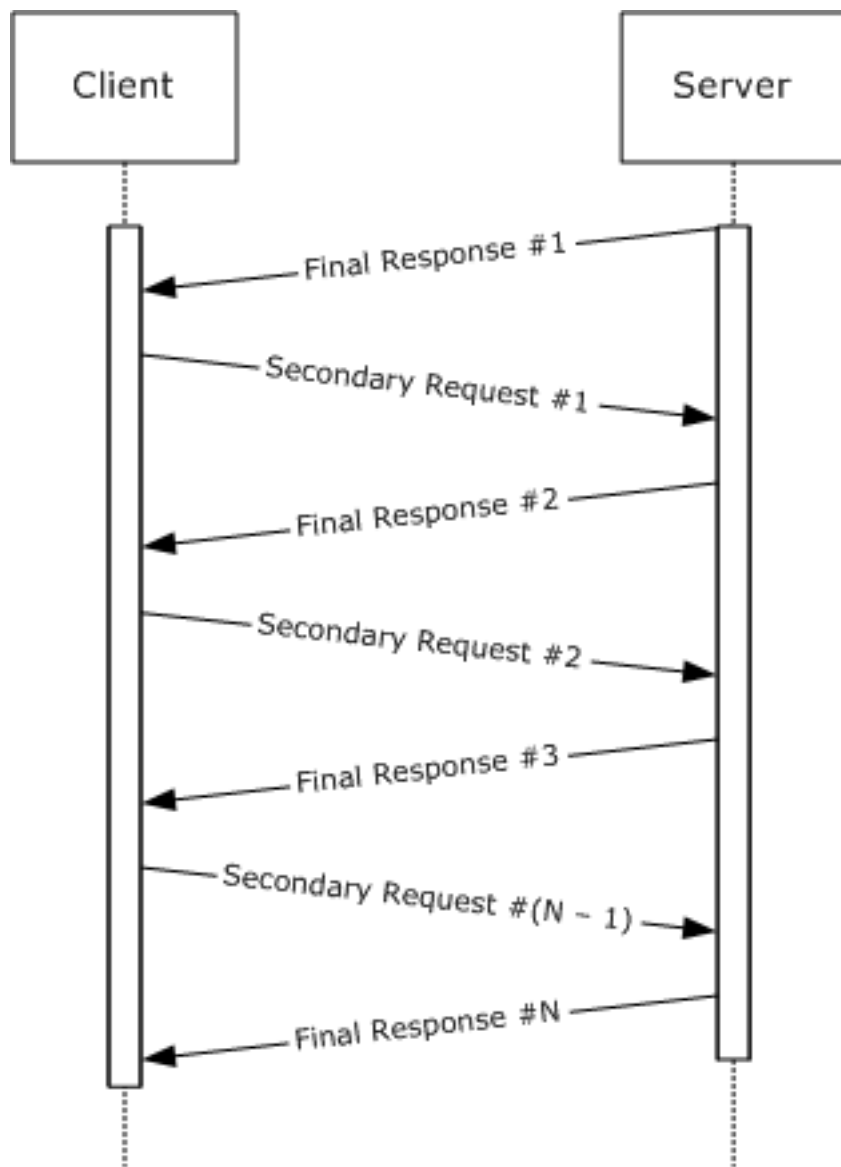 Client
Server
Final Response #1
Secondary Request #1
Final Response #2
Secondary Request #2
Final Response #3
Secondary Request #(N – 1)
Final Response #N